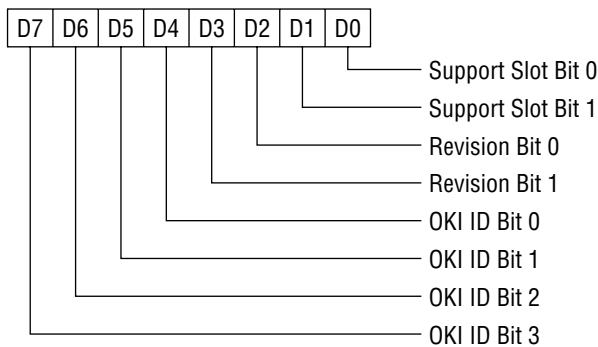 D7 D6 D5 D4 D3 D2 D1 D0
Support Slot Bit 0
Support Slot Bit 1
Revision Bit 0
Revision Bit 1
OKI ID Bit 0
OKI ID Bit 1
OKI ID Bit 2
OKI ID Bit 3